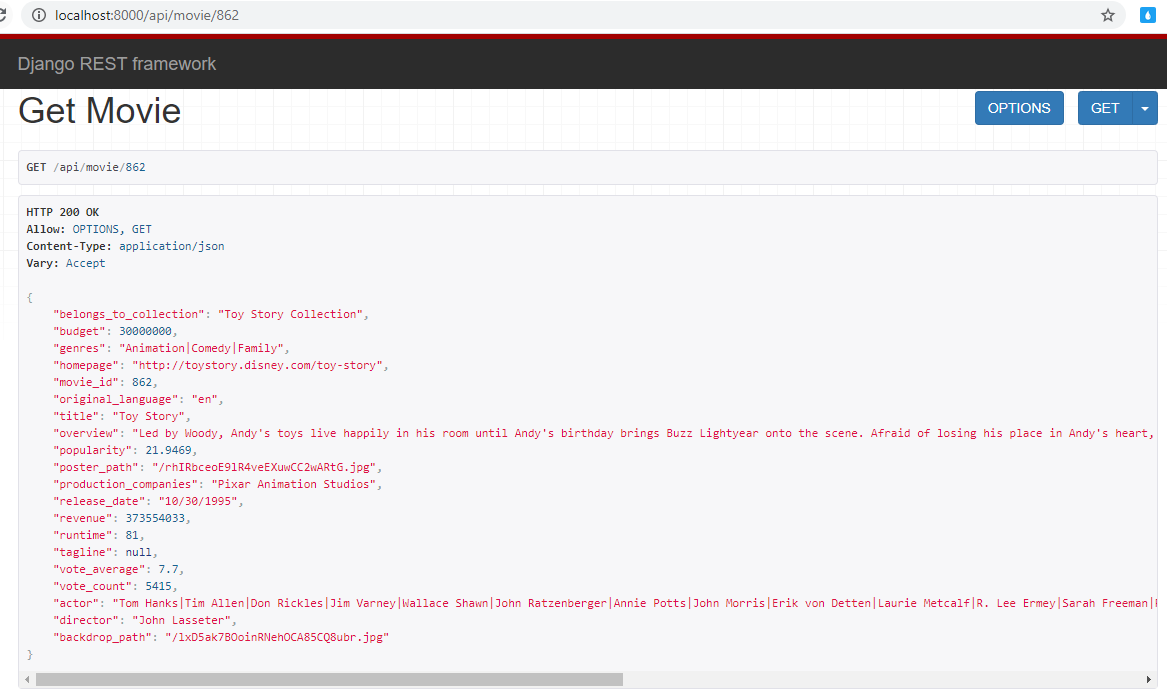 localhost:8000/api/movie/862
Django REST framework
Get Movie
OPTIONS
GET
GET /api/movie/862
HTTP 200 OK
Allow: OPTIONS, GET
Content-Type: application/json
Vary: Accept
{
"belongs_to_collection": "Toy Story Collection",
"budget": 30000000,
"genres": "Animation|Comedy|Family",
"homepage": "http://toystory.disney.com/toy-story",
"movie_id": 862,
"original_language": "en",
"title": "Toy Story",
"overview": "Led by Woody, Andy's toys live happily in his room until Andy's birthday brings Buzz Lightyear onto the scene. Afraid of losing his place in Andy's heart,
"popularity": 21.9469,
"poster_path": "/rhIRbceoE9lR4veEXuwCC2wARtG.jpg",
"production_companies": "Pixar Animation Studios",
"release_date": "10/30/1995",
"revenue": 373554033,
"runtime": 81,
"tagline": null,
"vote_average": 7.7,
"vote_count": 5415,
"actor": "Tom Hanks|Tim Allen|Don Rickles|Jim Varney|Wallace Shawn|John Ratzenberger|Annie Potts|John Morris|Erik von Detten|Laurie Metcalf|R. Lee Ermey|Sarah Freeman|
"director": "John Lasseter",
"backdrop_path": "/lxD5ak7BOoinRNehOCA85CQ8ubr.jpg"
}